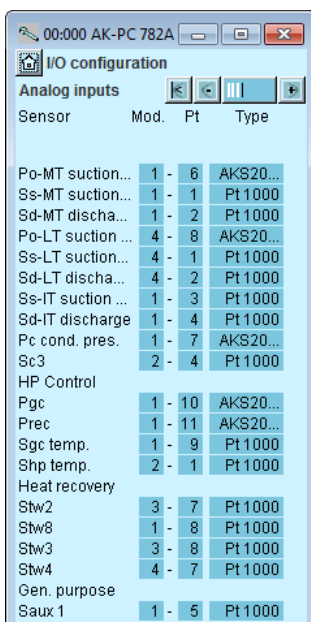 00:000 AK-PC 782A
I/O configuration
Analog inputs
Sensor Mod. Pt Type
Po-MT suction... 1 - 6 AKS20...
Ss-MT suction... 1 - 1 Pt1000
Sd-MT discha... 1 - 2 Pt1000
Po-LT suction ... 4 - 8 AKS20...
Ss-LT suction... 4 - 1 Pt1000
Sd-LT discha... 4 - 2 Pt1000
Ss-IT suction ... 1 - 3 Pt1000
Sd-IT discharge 1 - 4 Pt1000
Pc cond. pres. 1 - 7 AKS20...
Sc3 2 - 4 Pt1000
HP Control
Pgc 1 - 10 AKS20...
Prec 1 - 11 AKS20...
Sgc temp. 1 - 9 Pt1000
Shp temp. 2 - 1 Pt1000
Heat recovery
Stw2 3 - 7 Pt1000
Stw8 1 - 8 Pt1000
Stw3 3 - 8 Pt1000
Stw4 4 - 7 Pt1000
Gen. purpose
Saux1 1 - 5 Pt1000